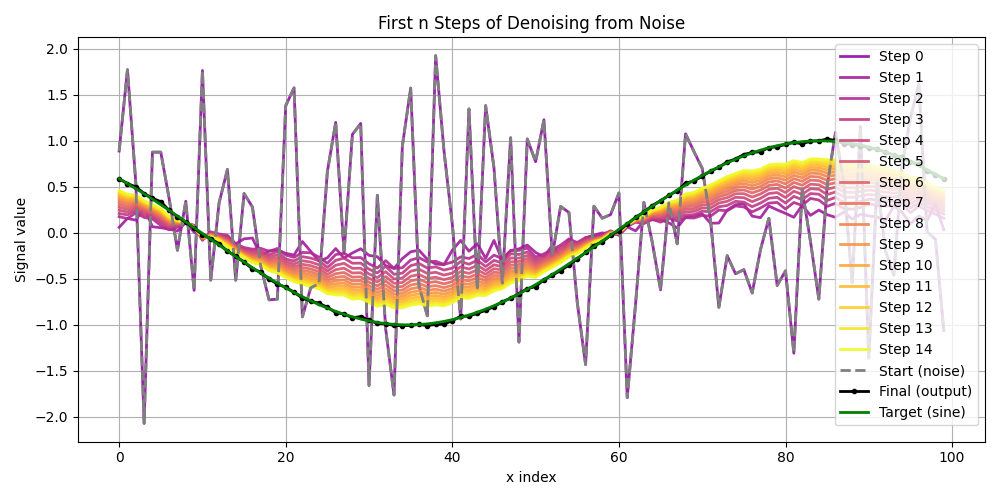 First n Steps of Denoising from Noise
2.0
1.5
1.0
0.5
0.0
−0.5
−1.0
−1.5
−2.0
Signal value
0
20
40
60
80
100
x index
Step 0
Step 1
Step 2
Step 3
Step 4
Step 5
Step 6
Step 7
Step 8
Step 9
Step 10
Step 11
Step 12
Step 13
Step 14
Start (noise)
Final (output)
Target (sine)